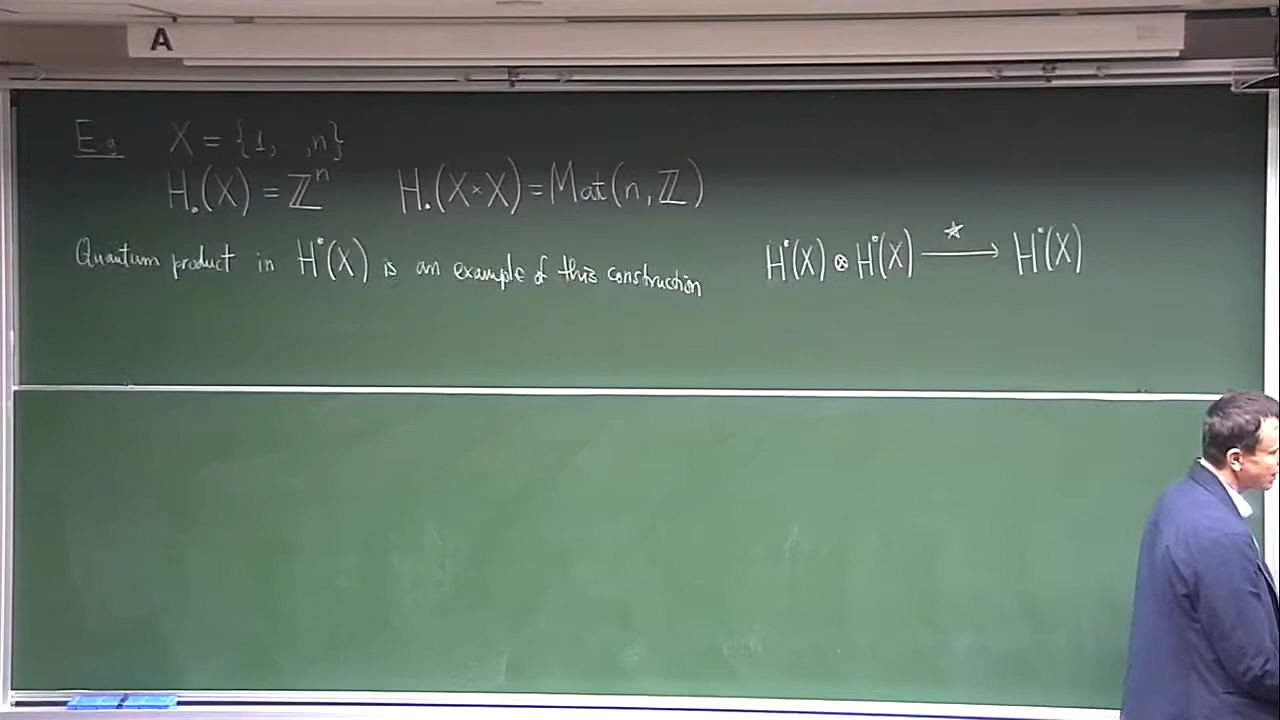 A
E.g X = {1, ,n}
H.(X) = ℤⁿ H.(X×X) = Mat(n, ℤ)
Quantum product in H˙(X) is an example of this construction H˙(X) ⊗ H˙(X) ⟶ H˙(X)
⋆